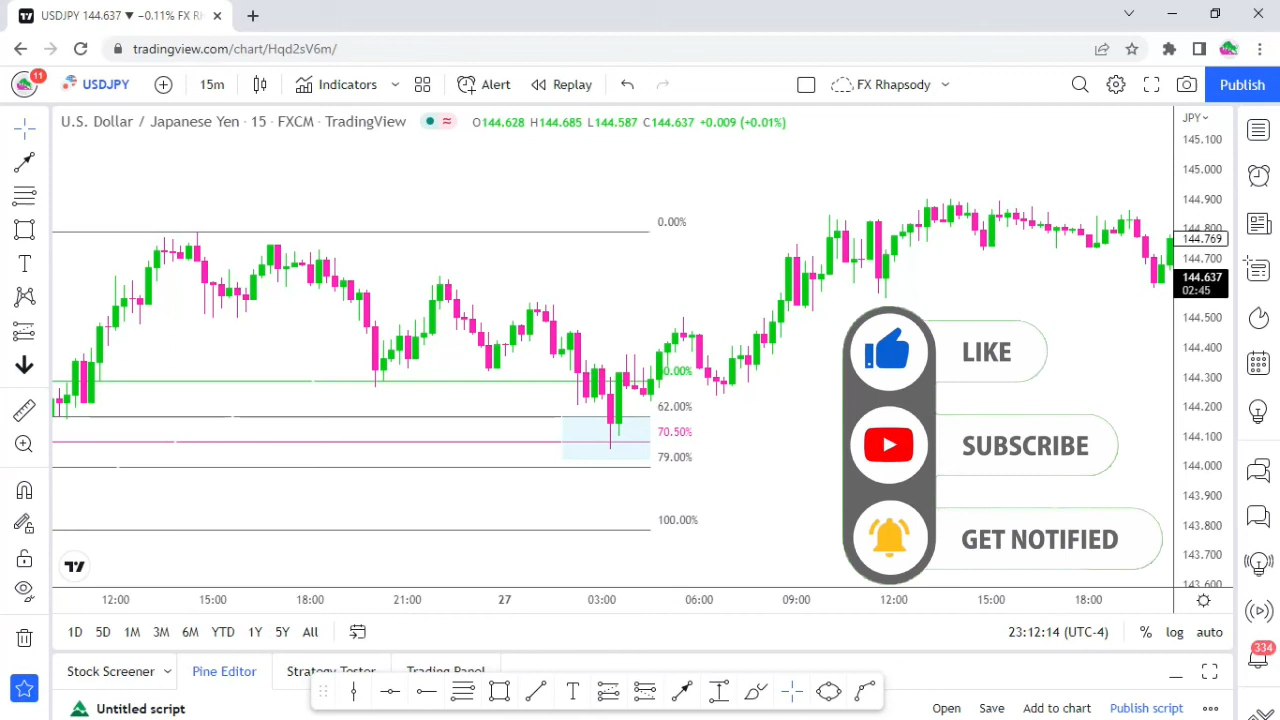 USDJPY 144.637 ▼ −0.11% FX Rh
tradingview.com/chart/Hqd2sV6m/
11
USDJPY
15m
Indicators
Alert
Replay
FX Rhapsody
Publish
U.S. Dollar / Japanese Yen · 15 · FXCM · TradingView
O144.628 H144.685 L144.587 C144.637 +0.009 (+0.01%)
JPY
145.100
145.000
144.900
144.800
144.769
144.700
144.637
02:45
144.500
144.400
144.300
144.200
144.100
144.000
143.900
143.800
143.700
143.600
0.00%
62.00%
70.50%
79.00%
100.00%
LIKE
SUBSCRIBE
GET NOTIFIED
12:00 15:00 18:00 21:00 27 03:00 06:00 09:00 12:00 15:00 18:00
1D 5D 1M 3M 6M YTD 1Y 5Y All
23:12:14 (UTC-4) % log auto
334
Stock Screener Pine Editor Strategy Tester Trading Panel
Untitled script
Open Save Add to chart Publish script